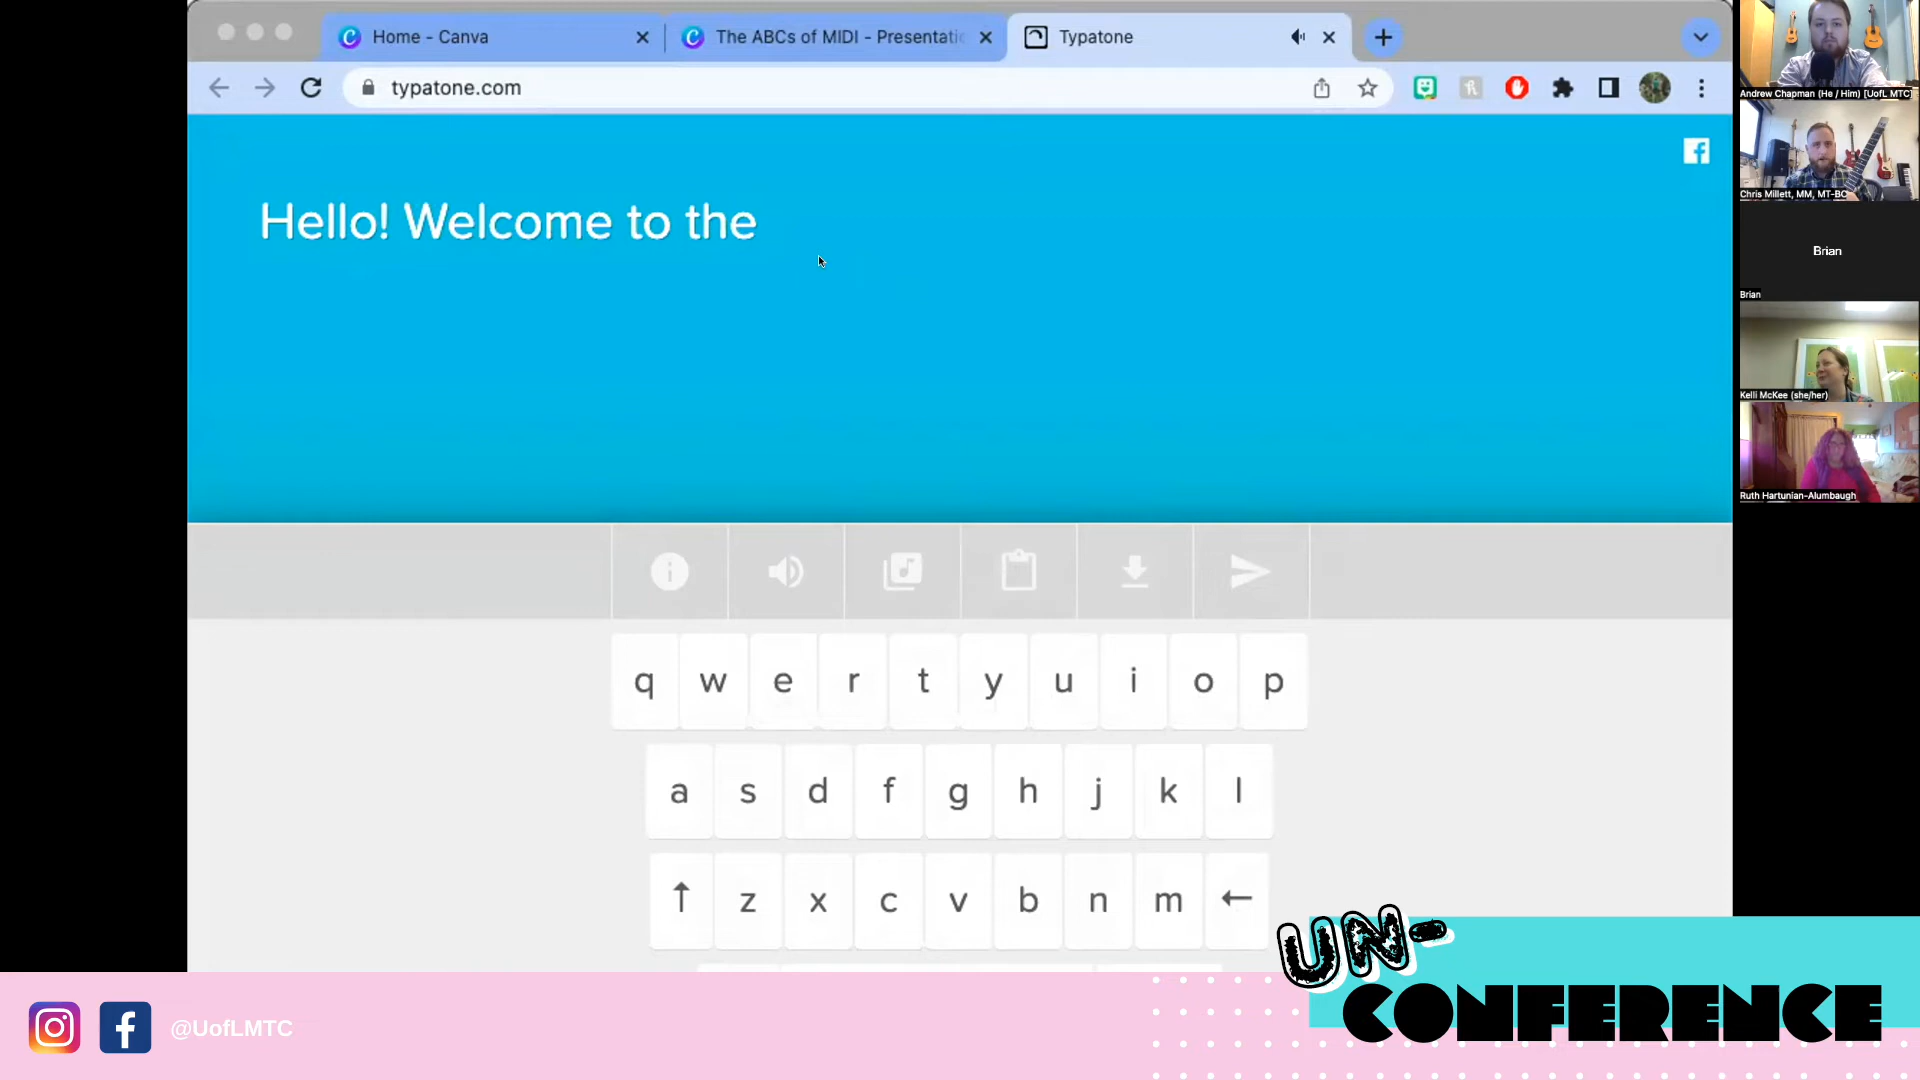 Home - Canva
The ABCs of MIDI - Presentatic
Typatone
typatone.com
Hello! Welcome to the
q w e r t y u i o p
a s d f g h j k l
z x c v b n m
Andrew Chapman (He / Him) [UofL MTC]
Chris Millett, MM, MT-BC
Brian
Brian
Kelli McKee (she/her)
Ruth Hartunian-Alumbaugh
@UofLMTC
UN-
CONFERENCE